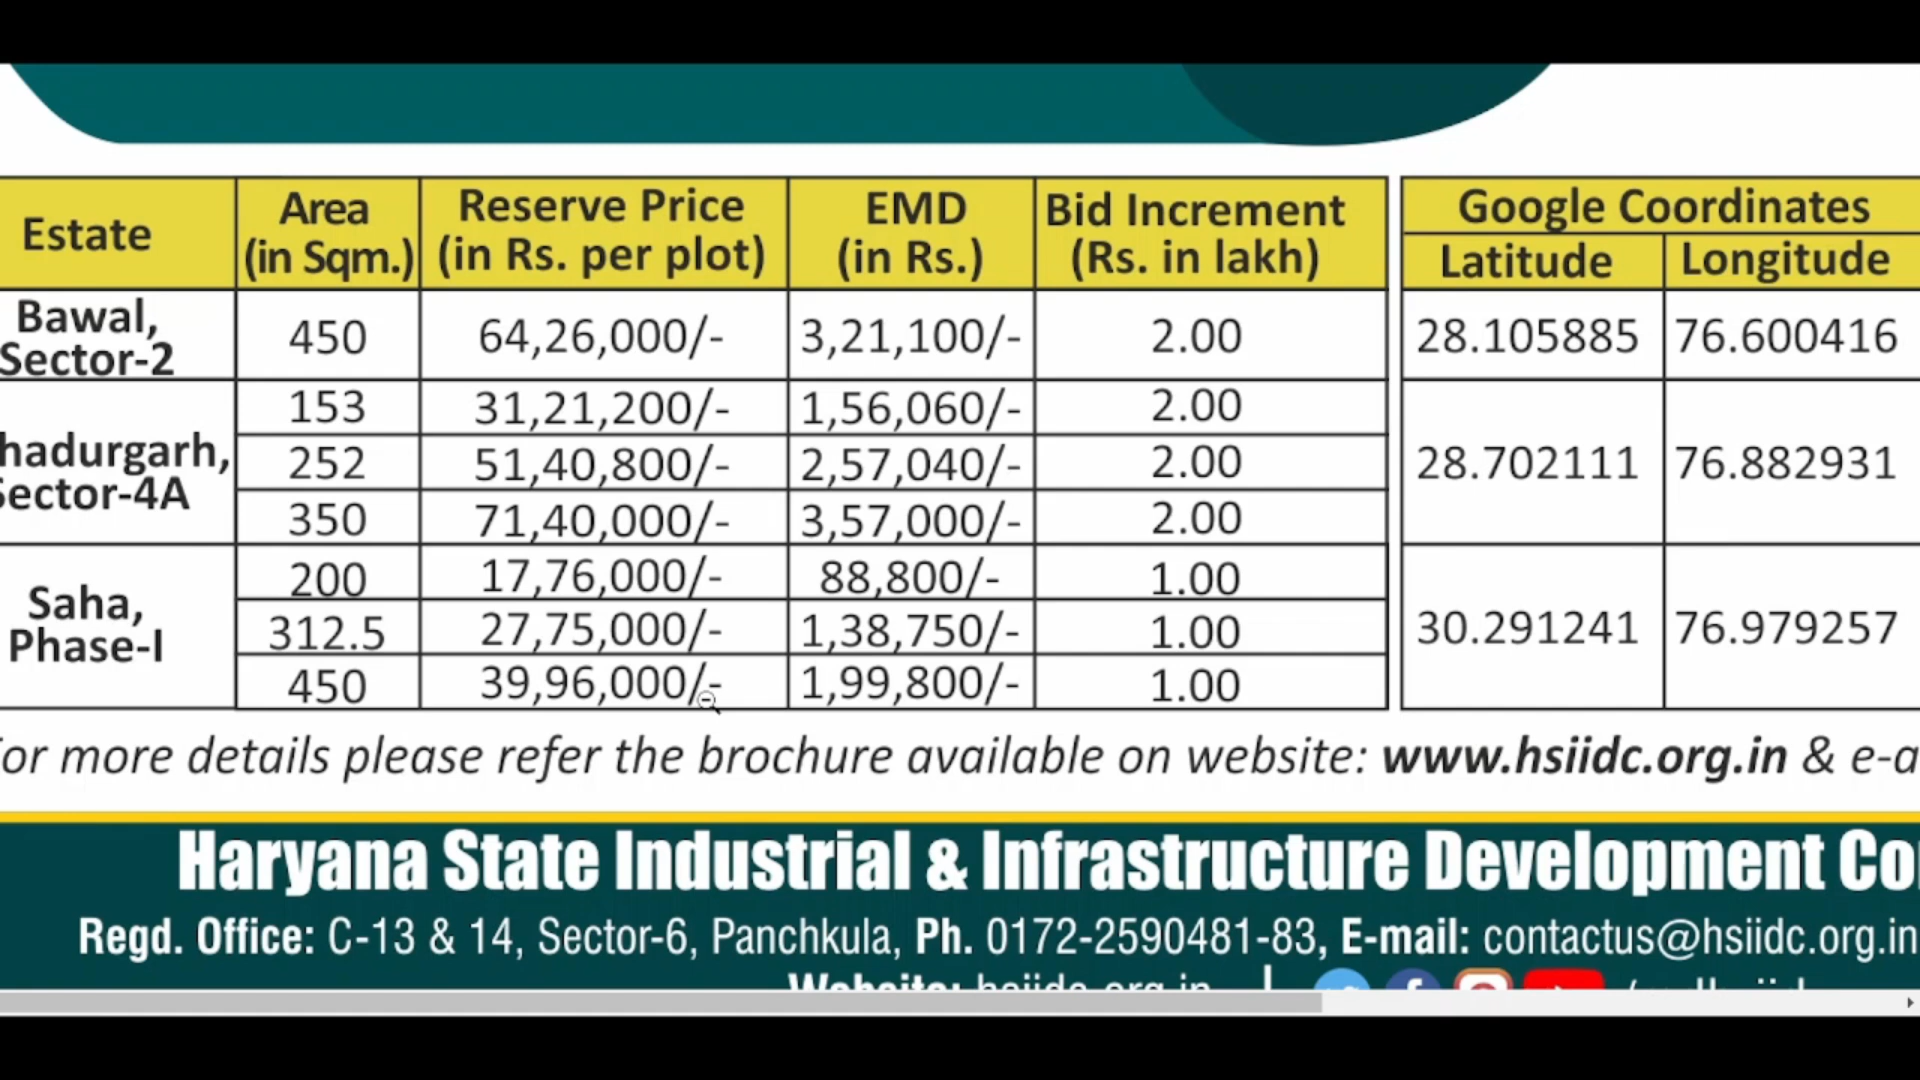 Estate Area (in Sqm.) Reserve Price (in Rs. per plot) EMD (in Rs.) Bid Increment (Rs. in lakh) Google Coordinates
Latitude Longitude
Bawal, Sector-2 450 64,26,000/- 3,21,100/- 2.00 28.105885 76.600416
hadurgarh, Sector-4A 153 31,21,200/- 1,56,060/- 2.00 28.702111 76.882931
252 51,40,800/- 2,57,040/- 2.00
350 71,40,000/- 3,57,000/- 2.00
Saha, Phase-I 200 17,76,000/- 88,800/- 1.00 30.291241 76.979257
312.5 27,75,000/- 1,38,750/- 1.00
450 39,96,000/- 1,99,800/- 1.00
or more details please refer the brochure available on website: www.hsiidc.org.in & e-a
Haryana State Industrial & Infrastructure Development Co
Regd. Office: C-13 & 14, Sector-6, Panchkula, Ph. 0172-2590481-83, E-mail: contactus@hsiidc.org.in
Website: hsiidc.org.in